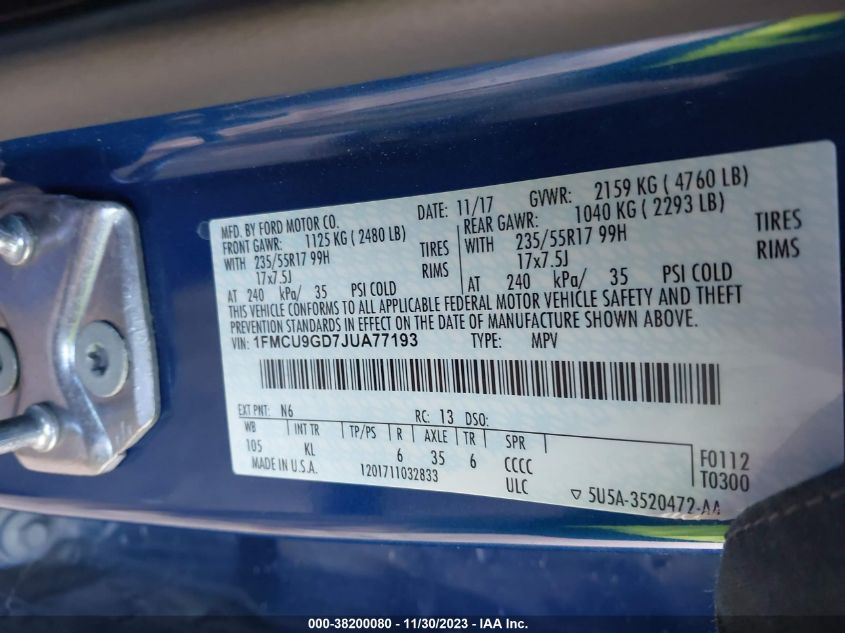 MFD. BY FORD MOTOR CO. DATE: 11/17 GVWR: 2159 KG ( 4760 LB)
FRONT GAWR: 1125 KG ( 2480 LB) REAR GAWR: 1040 KG ( 2293 LB)
WITH 235/55R17 99H TIRES WITH 235/55R17 99H TIRES
17x7.5J RIMS 17x7.5J RIMS
AT 240 kPa/ 35 PSI COLD AT 240 kPa/ 35 PSI COLD
THIS VEHICLE CONFORMS TO ALL APPLICABLE FEDERAL MOTOR VEHICLE SAFETY AND THEFT
PREVENTION STANDARDS IN EFFECT ON THE DATE OF MANUFACTURE SHOWN ABOVE.
VIN: 1FMCU9GD7JUA77193 TYPE: MPV
EXT PNT: N6 RC: 13 DSO:
WB INT TR TP/PS R AXLE TR SPR
105 KL 6 35 6 CCCC F0112
MADE IN U.S.A. 1201711032833 ULC T0300
▽ 5U5A-3520472-AA
000-38200080 - 11/30/2023 - IAA Inc.